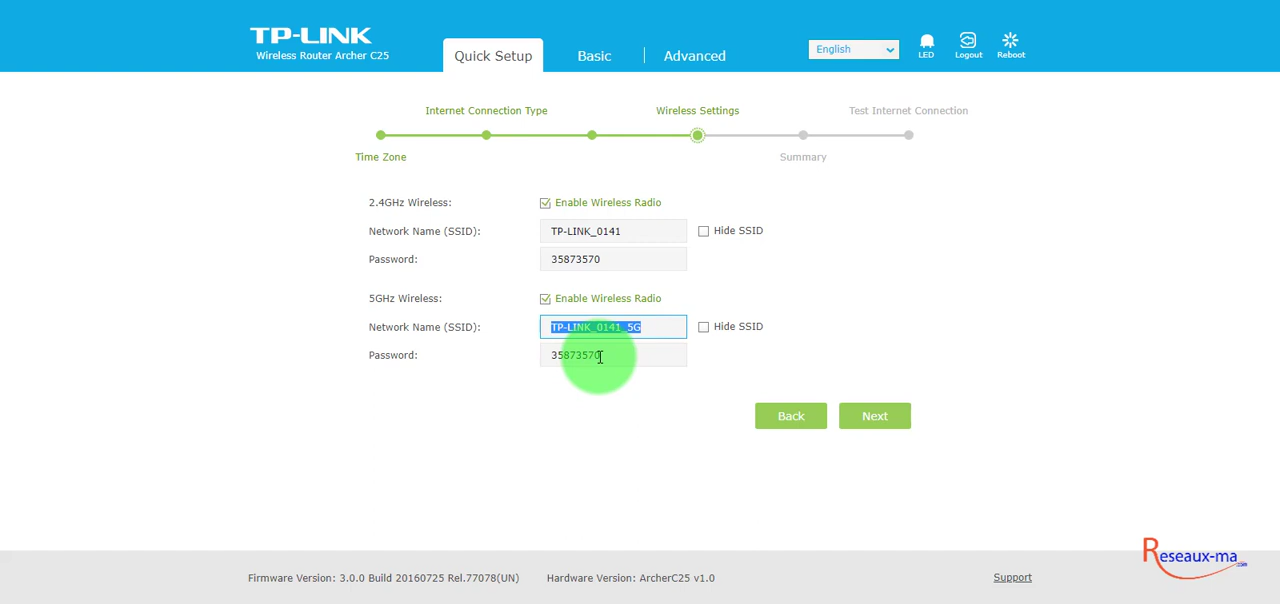 TP-LINK
Wireless Router Archer C25
Quick Setup
Basic
Advanced
English
LED
Logout
Reboot
Internet Connection Type
Wireless Settings
Test Internet Connection
Time Zone
Summary
2.4GHz Wireless:
Enable Wireless Radio
Network Name (SSID):
TP-LINK_0141
Hide SSID
Password:
35873570
5GHz Wireless:
Enable Wireless Radio
Network Name (SSID):
TP-LINK_0141_5G
Hide SSID
Password:
35873570
Back
Next
Firmware Version: 3.0.0 Build 20160725 Rel.77078(UN)
Hardware Version: ArcherC25 v1.0
Support
Reseaux-ma.com